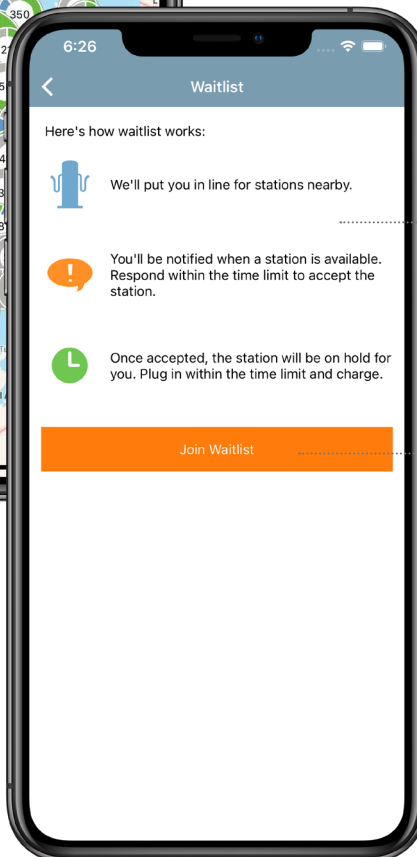 350
6:26
Waitlist
Here's how waitlist works:
We'll put you in line for stations nearby.
You'll be notified when a station is available.
Respond within the time limit to accept the
station.
Once accepted, the station will be on hold for
you. Plug in within the time limit and charge.
Join Waitlist